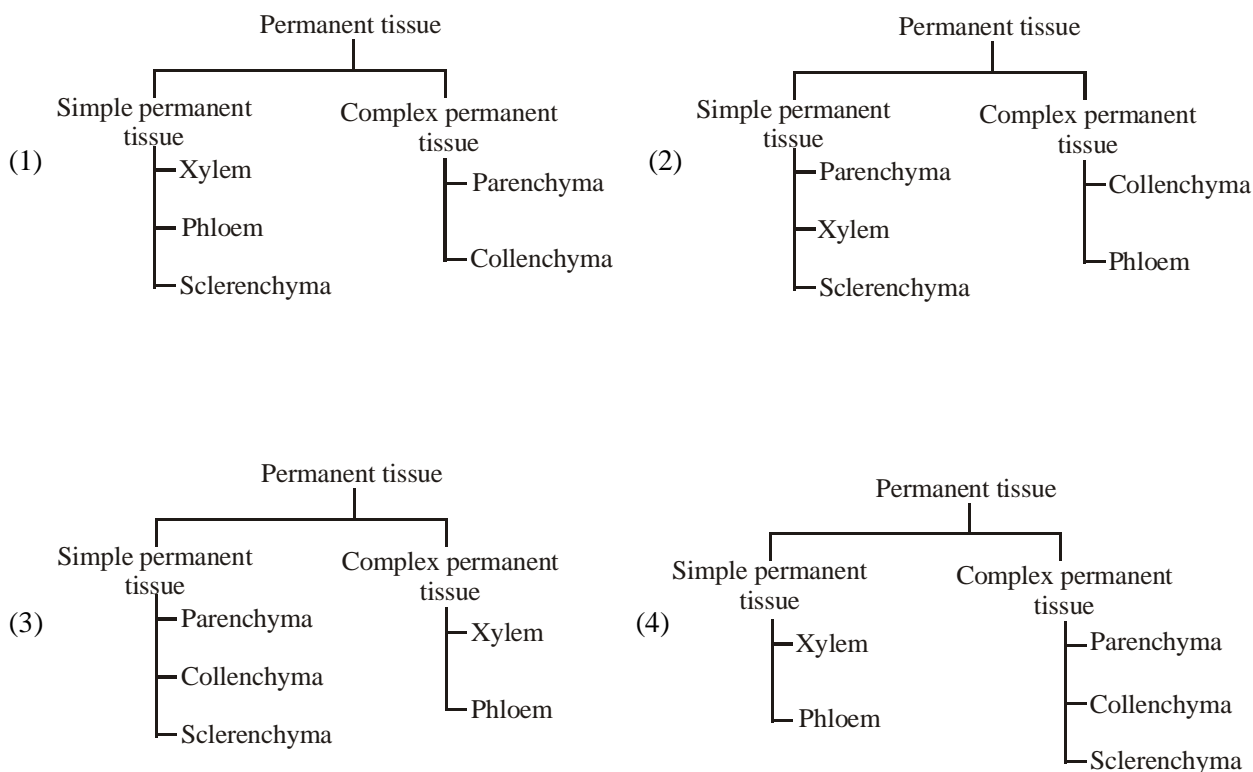 Permanent tissue
Simple permanent
tissue
Complex permanent
tissue
(1)
Xylem
Phloem
Sclerenchyma
Parenchyma
Collenchyma
Permanent tissue
Simple permanent
tissue
Complex permanent
tissue
(2)
Parenchyma
Xylem
Sclerenchyma
Collenchyma
Phloem
Permanent tissue
Simple permanent
tissue
Complex permanent
tissue
(3)
Parenchyma
Collenchyma
Sclerenchyma
Xylem
Phloem
Permanent tissue
Simple permanent
tissue
Complex permanent
tissue
(4)
Xylem
Phloem
Parenchyma
Collenchyma
Sclerenchyma